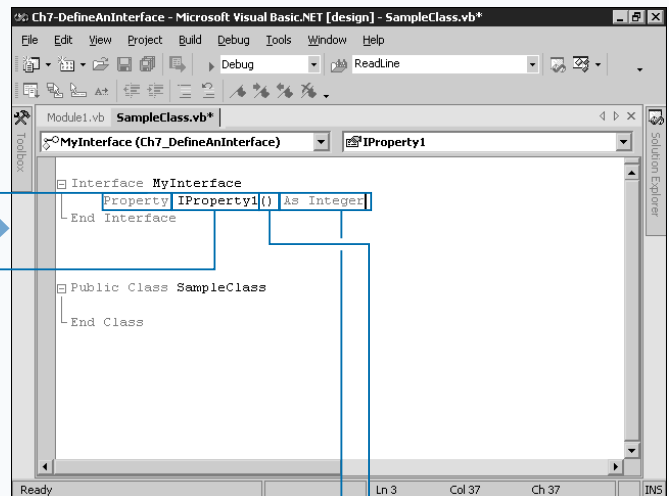 Ch7-DefineAnInterface - Microsoft Visual Basic.NET [design] - SampleClass.vb*
File Edit View Project Build Debug Tools Window Help
Debug ReadLine
Module1.vb SampleClass.vb*
Toolbox
MyInterface (Ch7_DefineAnInterface) IProperty1
Solution Explorer
Interface MyInterface
Property IProperty1() As Integer
End Interface
Public Class SampleClass
End Class
Ready Ln 3 Col 37 Ch 37 INS